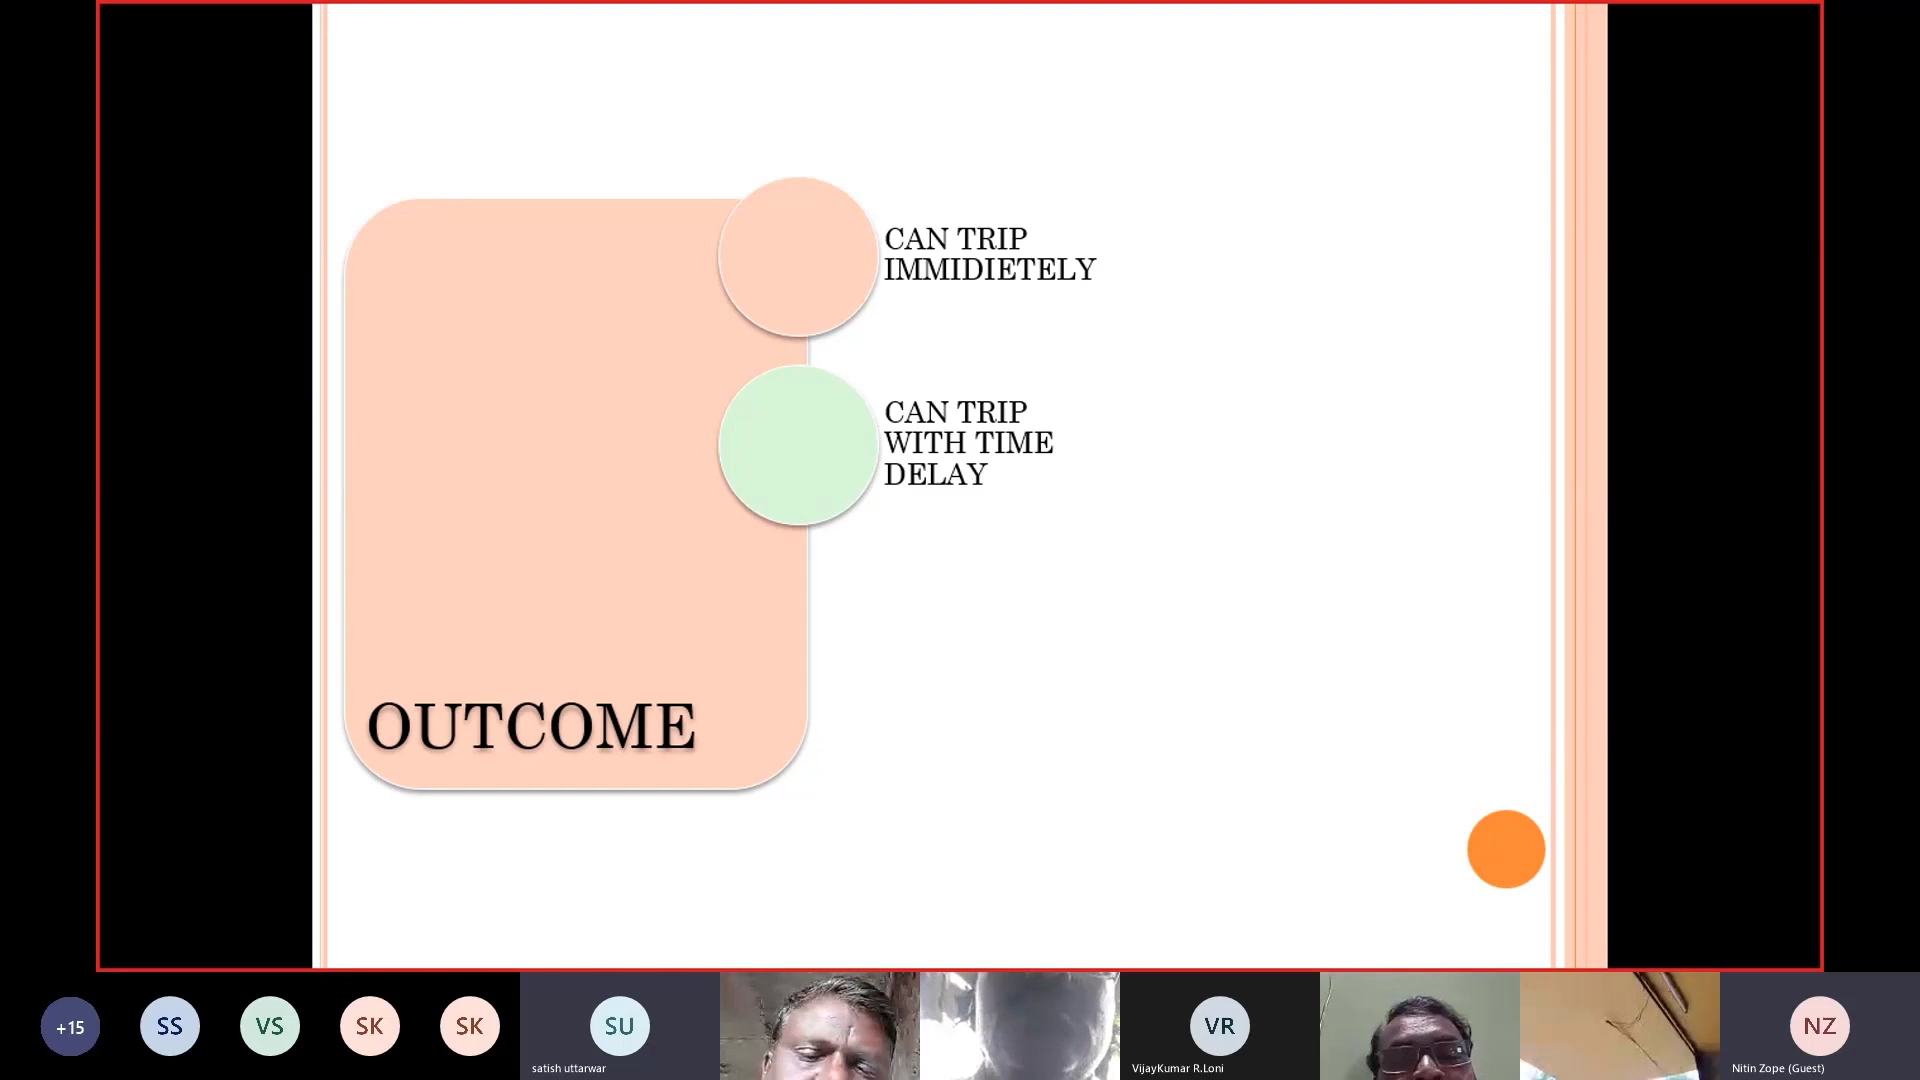 CAN TRIP
IMMIDIETELY
CAN TRIP
WITH TIME
DELAY
OUTCOME
+15
SS
VS
SK
SK
SU
satish uttarwar
VR
VijayKumar R.Loni
NZ
Nitin Zope (Guest)